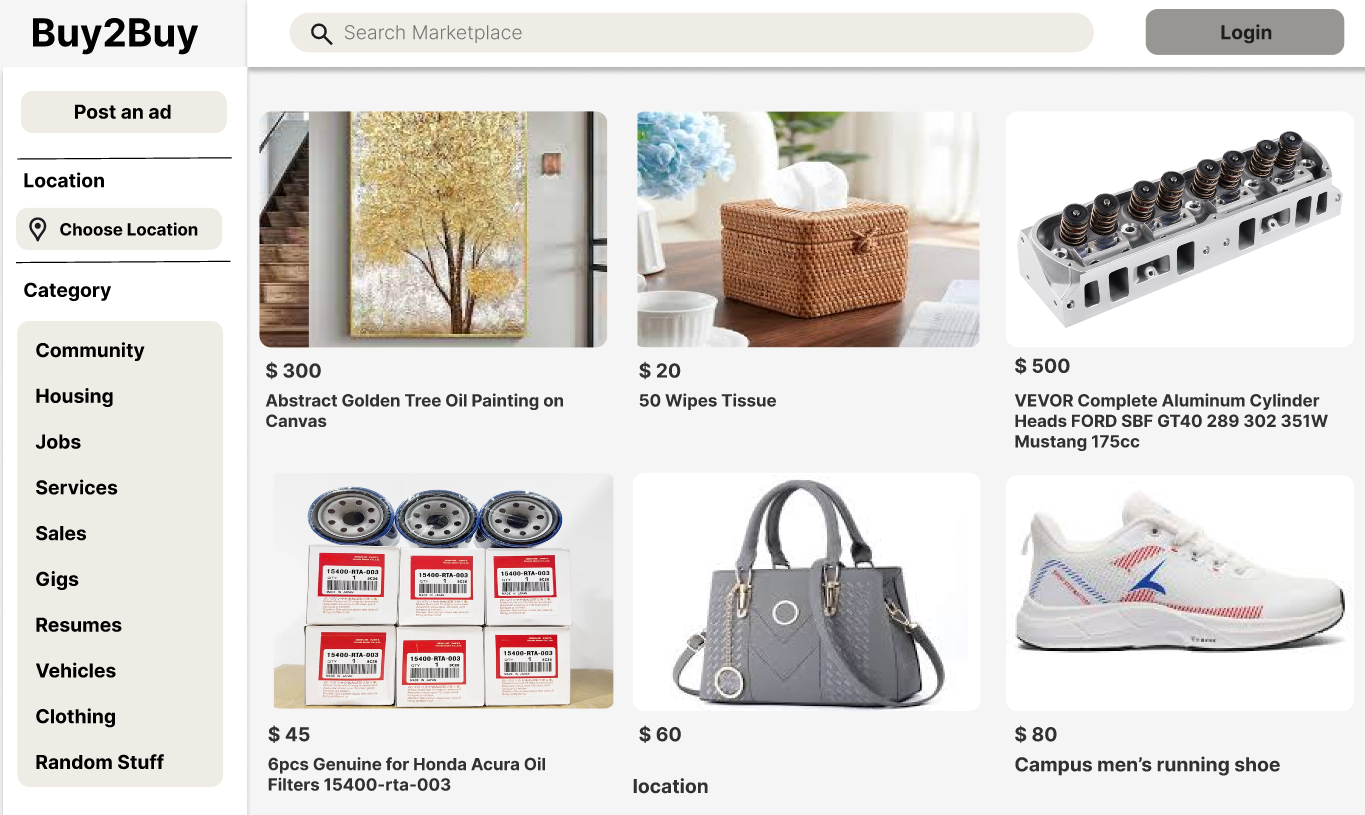 Buy2Buy
Search Marketplace
Login
Post an ad
Location
Choose Location
Category
Community
Housing
Jobs
Services
Sales
Gigs
Resumes
Vehicles
Clothing
Random Stuff
$ 300
Abstract Golden Tree Oil Painting on
Canvas
$ 20
50 Wipes Tissue
$ 500
VEVOR Complete Aluminum Cylinder
Heads FORD SBF GT40 289 302 351W
Mustang 175cc
15400-RTA-003
15400-RTA-003
15400-RTA-003
15400-RTA-003
15400-RTA-003
15400-RTA-003
$ 45
6pcs Genuine for Honda Acura Oil
Filters 15400-rta-003
$ 60
location
$ 80
Campus men’s running shoe